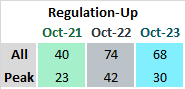 Regulation-Up
Oct-21 Oct-22 Oct-23
All 40 74 68
Peak 23 42 30